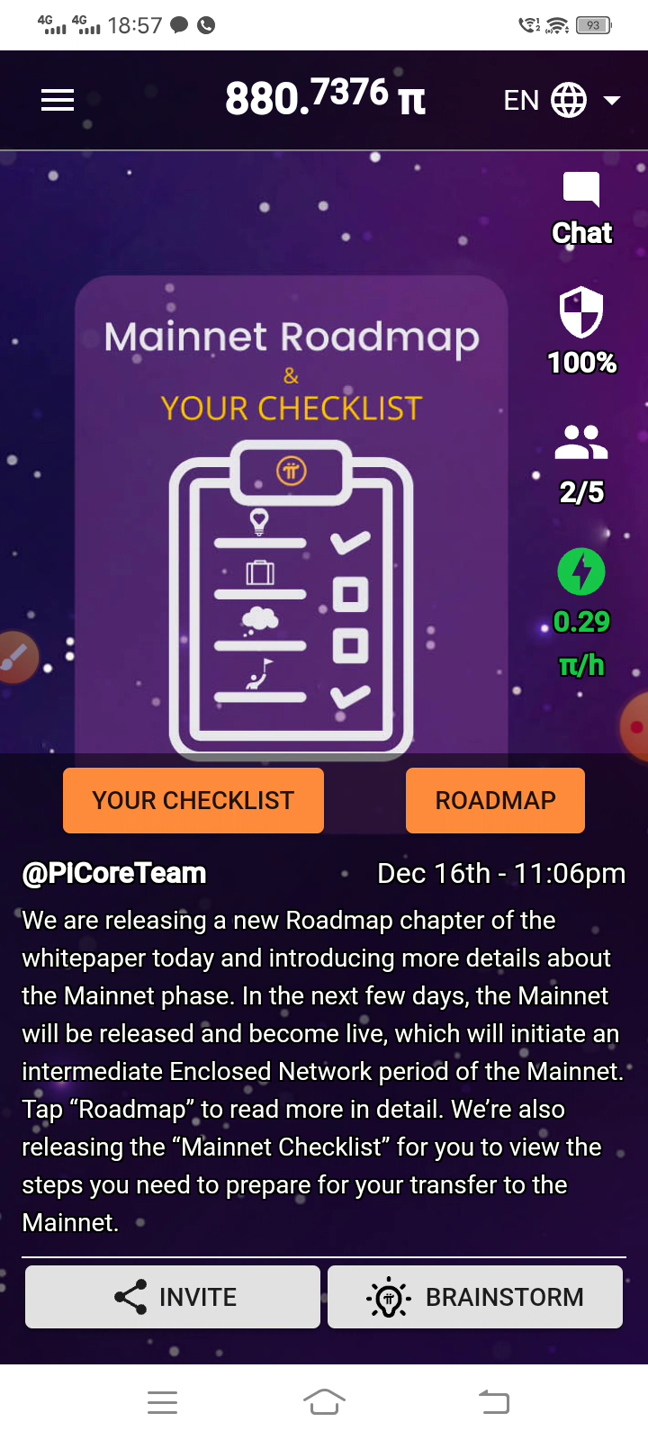 4G 4G 18:57 93
880.7376 π EN
Chat
Mainnet Roadmap
&
YOUR CHECKLIST
100%
2/5
0.29
π/h
YOUR CHECKLIST ROADMAP
@PiCoreTeam Dec 16th - 11:06pm
We are releasing a new Roadmap chapter of the
whitepaper today and introducing more details about
the Mainnet phase. In the next few days, the Mainnet
will be released and become live, which will initiate an
intermediate Enclosed Network period of the Mainnet.
Tap “Roadmap” to read more in detail. We’re also
releasing the “Mainnet Checklist” for you to view the
steps you need to prepare for your transfer to the
Mainnet.
INVITE BRAINSTORM